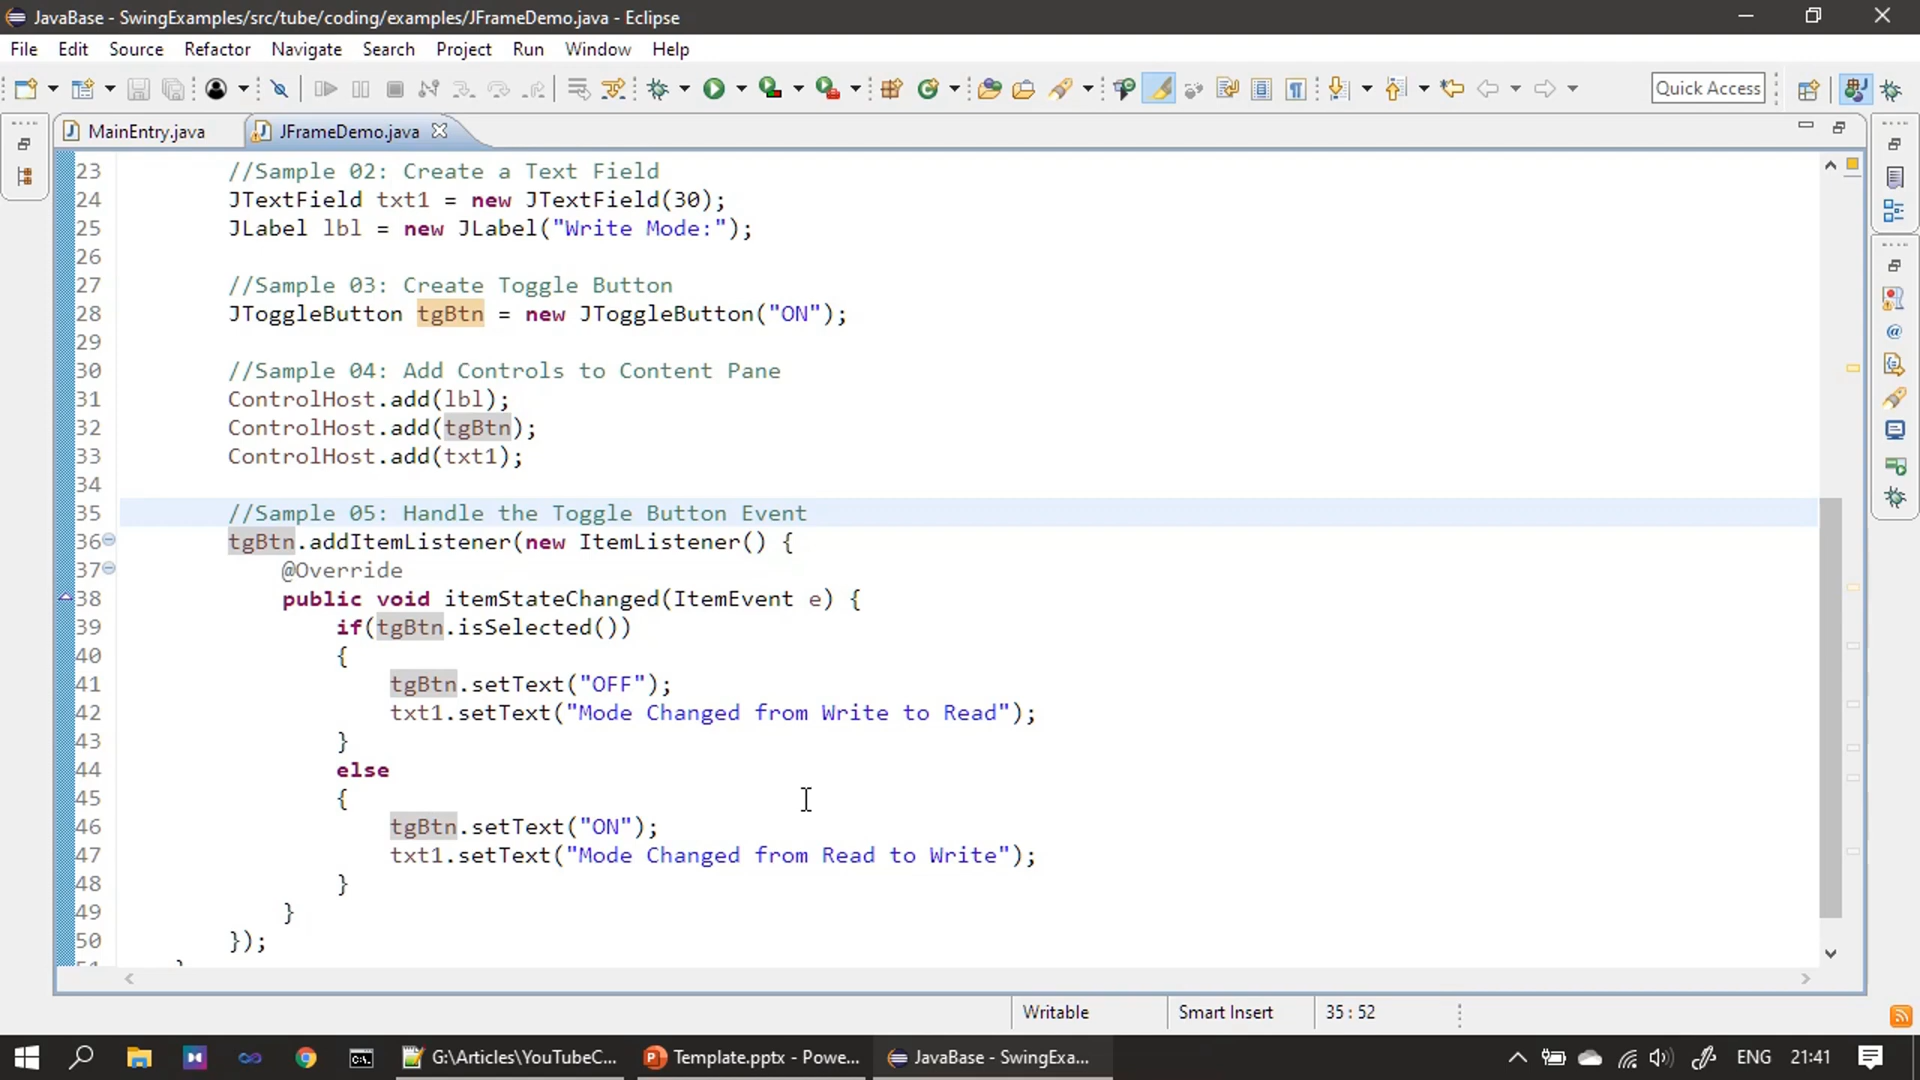 JavaBase - SwingExamples/src/tube/coding/examples/JFrameDemo.java - Eclipse
File Edit Source Refactor Navigate Search Project Run Window Help
Quick Access
MainEntry.java JFrameDemo.java
23 //Sample 02: Create a Text Field
24 JTextField txt1 = new JTextField(30);
25 JLabel lbl = new JLabel("Write Mode:");
26
27 //Sample 03: Create Toggle Button
28 JToggleButton tgBtn = new JToggleButton("ON");
29
30 //Sample 04: Add Controls to Content Pane
31 ControlHost.add(lbl);
32 ControlHost.add(tgBtn);
33 ControlHost.add(txt1);
34
35 //Sample 05: Handle the Toggle Button Event
36 tgBtn.addItemListener(new ItemListener() {
37 @Override
38 public void itemStateChanged(ItemEvent e) {
39 if(tgBtn.isSelected())
40 {
41 tgBtn.setText("OFF");
42 txt1.setText("Mode Changed from Write to Read");
43 }
44 else
45 {
46 tgBtn.setText("ON");
47 txt1.setText("Mode Changed from Read to Write");
48 }
49 }
50 });
51 }
Writable Smart Insert 35 : 52
G:\Articles\YouTubeC... Template.pptx - Powe... JavaBase - SwingExa... ENG 21:41